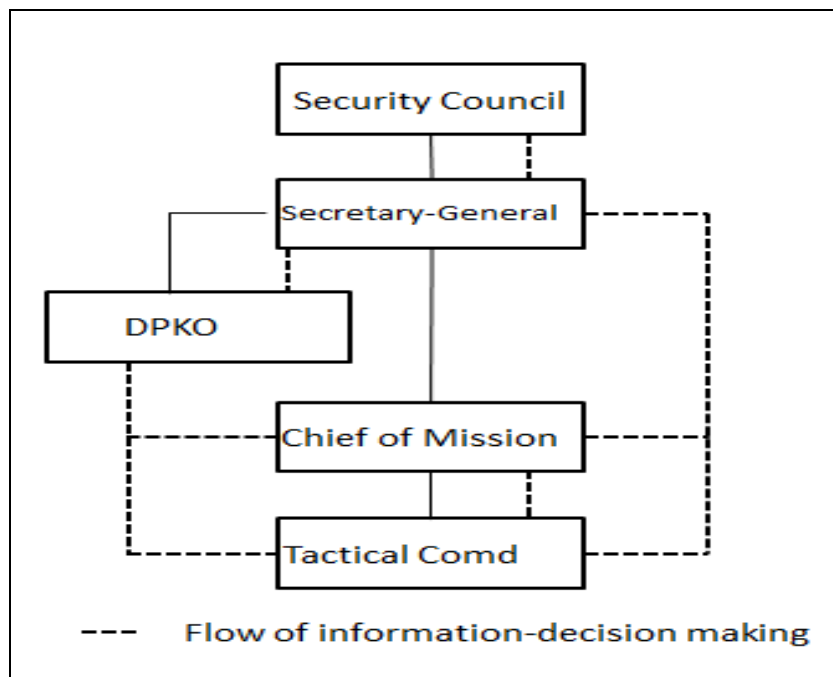 Security Council
Secretary-General
DPKO
Chief of Mission
Tactical Comd
Flow of information-decision making